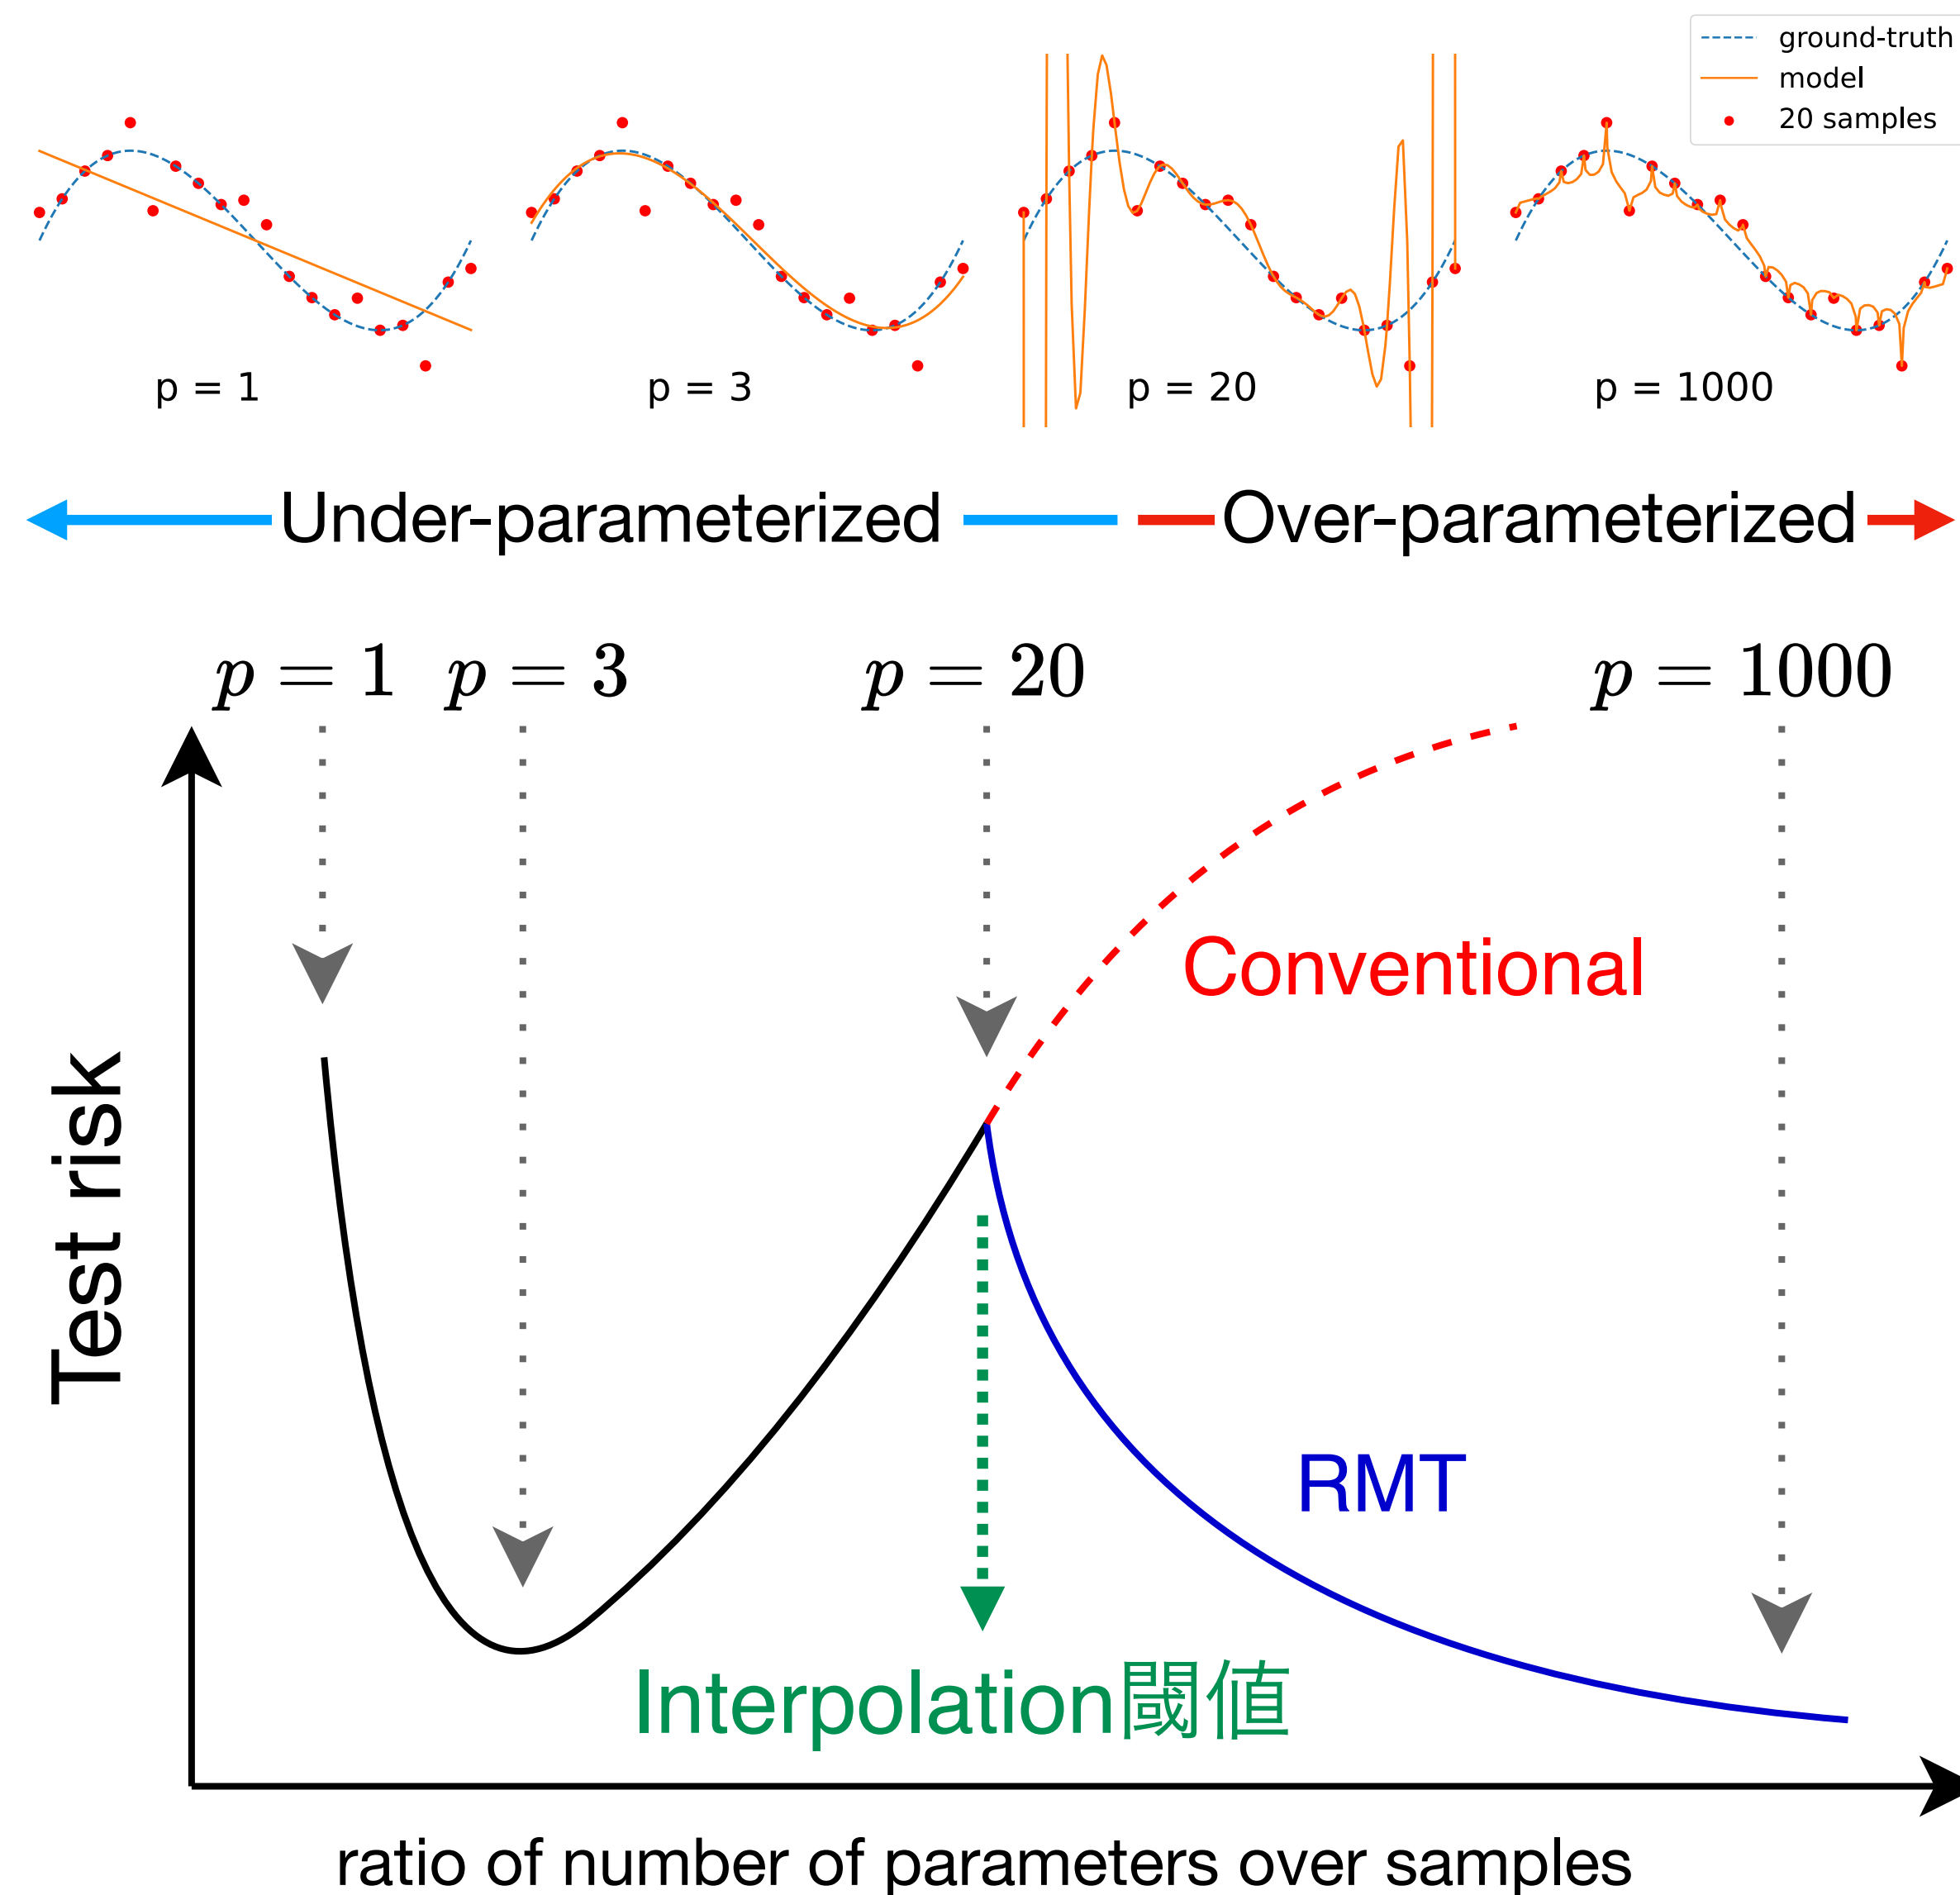 ground-truth
model
20 samples
p = 1
p = 3
p = 20
p = 1000
Under-parameterized
Over-parameterized
p = 1
p = 3
p = 20
p = 1000
Conventional
Test risk
RMT
Interpolation閾値
ratio of number of parameters over samples